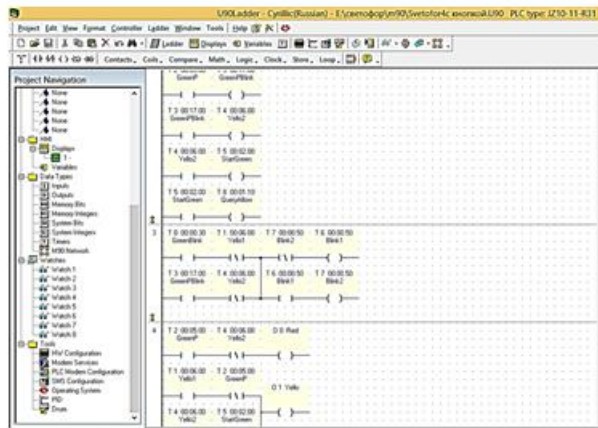 U90Ladder - Cyrillic(Russian) - E:\светофор\m90\Svetofor4c кнопкой.U90 PLC type: JZ10-11-R31
Project Edit View Format Controller Ladder Window Tools Help
Ladder Displays Variables
Contacts Coils Compare Math Logic Clock Store Loop
Project Navigation
None
None
None
None
HMI
Displays
1 -
Variables
Data Types
Inputs
Outputs
Memory Bits
Memory Integers
System Bits
System Integers
Timers
M90 Network
Watches
Watch 1
Watch 2
Watch 3
Watch 4
Watch 5
Watch 6
Watch 7
Watch 8
Tools
HW Configuration
Modem Services
PLC Modem Configuration
SMS Configuration
Operating System
PID
Drum
GreenP GreenPBlink
T 3 00:17.00 T 4 00:06.00
GreenPBlink Yello2
T 4 00:06.00 T 5 00:02.00
Yello2 StartGreen
T 5 00:02.00 T 8 00:01.10
StartGreen QueryAllow
3
T 0 00:00.30 T 1 00:06.00 T 7 00:00.50 T 6 00:00.50
GreenBlink Yello1 Blink2 Blink1
T 3 00:17.00 T 4 00:06.00 T 6 00:00.50 T 7 00:00.50
GreenPBlink Yello2 Blink1 Blink2
4
T 2 00:05.00 T 4 00:06.00 O 0 Red
GreenP Yello2
T 1 00:06.00 T 2 00:05.00
Yello1 GreenP
O 1 Yello
T 4 00:06.00 T 5 00:02.00
Yello2 StartGreen